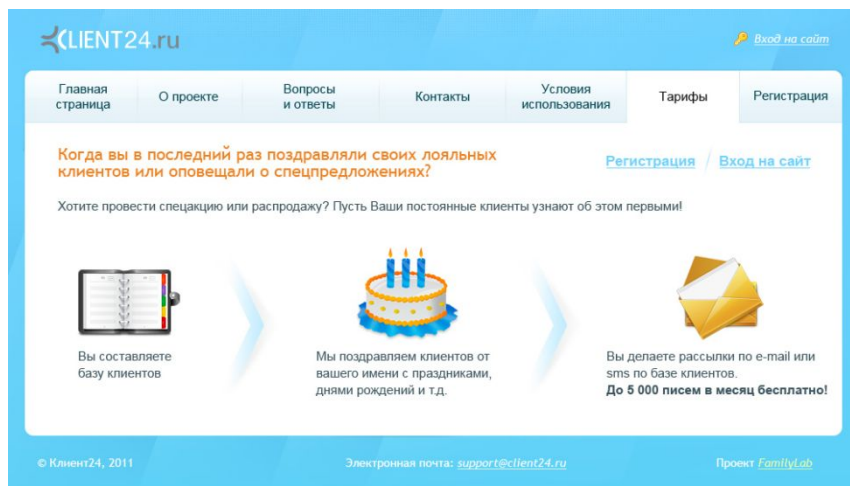 CLIENT24.ru
Вход на сайт
Главная
страница
О проекте
Вопросы
и ответы
Контакты
Условия
использования
Тарифы
Регистрация
Когда вы в последний раз поздравляли своих лояльных
клиентов или оповещали о спецпредложениях?
Регистрация / Вход на сайт
Хотите провести спецакцию или распродажу? Пусть Ваши постоянные клиенты узнают об этом первыми!
Вы составляете
базу клиентов
Мы поздравляем клиентов от
вашего имени с праздниками,
днями рождений и т.д.
Вы делаете рассылки по e-mail или
sms по базе клиентов.
До 5 000 писем в месяц бесплатно!
© Клиент24, 2011
Электронная почта: support@client24.ru
Проект FamilyLab